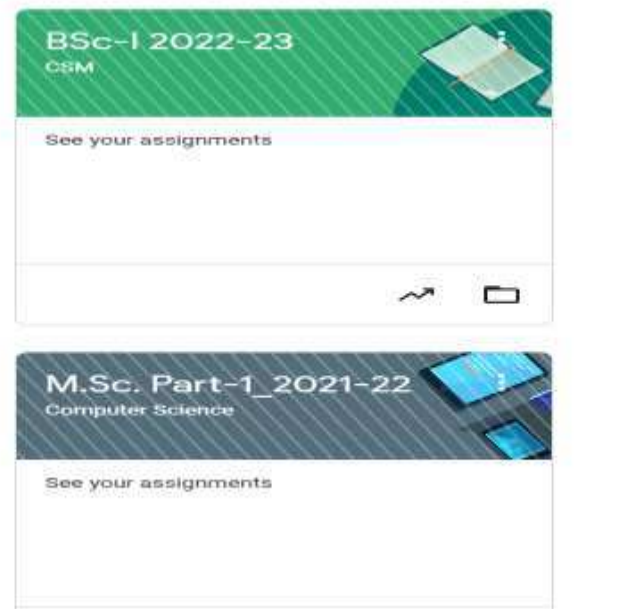 BSc-I 2022-23
CSM
See your assignments
M.Sc. Part-1_2021-22
Computer Science
See your assignments